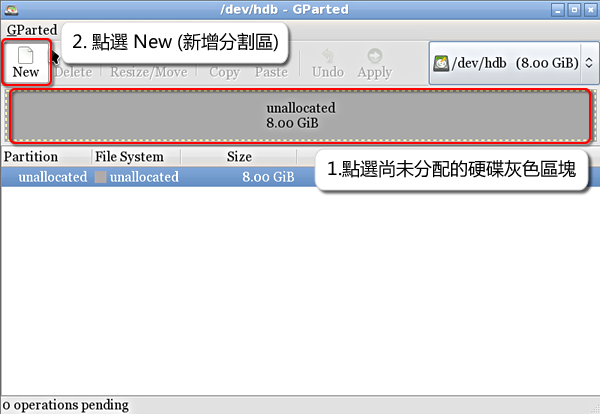 /dev/hdb - GParted
GParted
2. 點選 New (新增分割區)
New Delete Resize/Move Copy Paste Undo Apply
/dev/hdb (8.00 GiB)
unallocated
8.00 GiB
Partition File System Size
1.點選尚未分配的硬碟灰色區塊
unallocated unallocated 8.00 GiB
0 operations pending